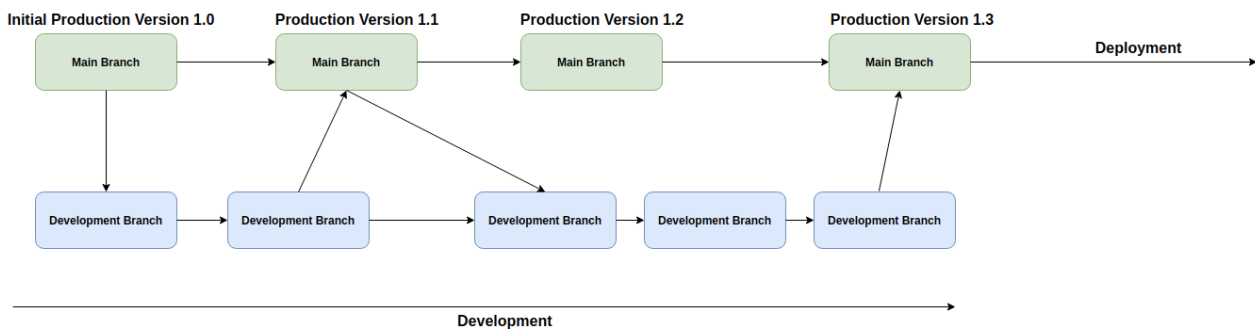 Initial Production Version 1.0
Production Version 1.1
Production Version 1.2
Production Version 1.3
Main Branch
Main Branch
Main Branch
Main Branch
Deployment
Development Branch
Development Branch
Development Branch
Development Branch
Development Branch
Development